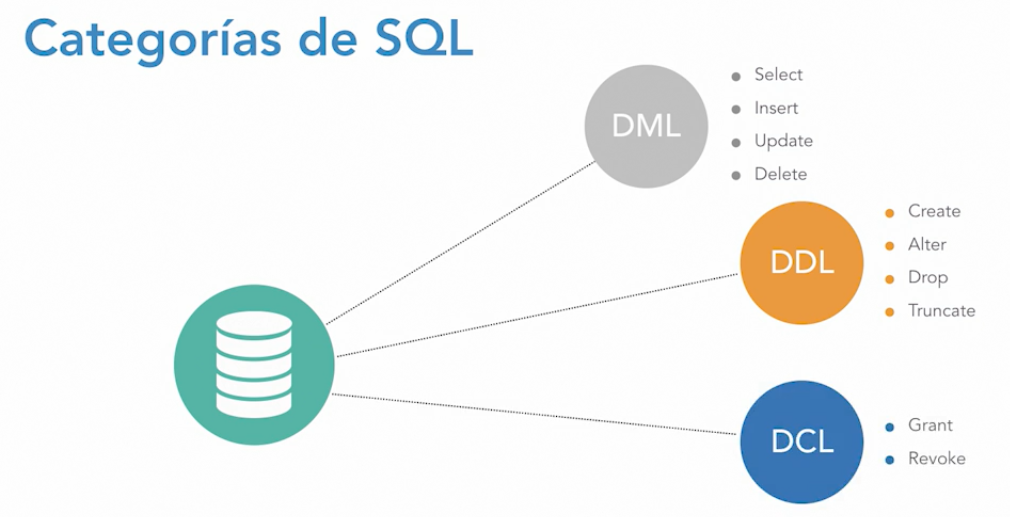 Categorías de SQL
DML
Select
Insert
Update
Delete
DDL
Create
Alter
Drop
Truncate
DCL
Grant
Revoke